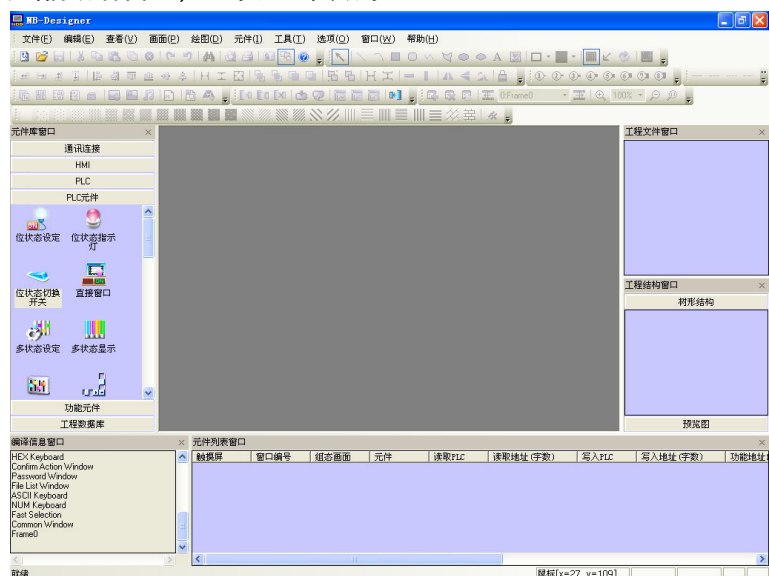 NB-Designer
文件(F) 编辑(E) 查看(V) 画面(P) 绘图(D) 元件(I) 工具(T) 选项(O) 窗口(W) 帮助(H)
0:Frame0
100%
元件库窗口
通讯连接
HMI
PLC
PLC元件
位状态设定 位状态指示灯
位状态切换开关 直接窗口
多状态设定 多状态显示
功能元件
工程数据库
工程文件窗口
工程结构窗口
树形结构
预览图
编译信息窗口
HEX Keyboard
Confirm Action Window
Password Window
File List Window
ASCII Keyboard
NUM Keyboard
Fast Selection
Common Window
Frame0
元件列表窗口
触摸屏 窗口编号 组态画面 元件 读取PLC 读取地址(字数) 写入PLC 写入地址(字数) 功能地址
就绪
鼠标[x=27 y=109]